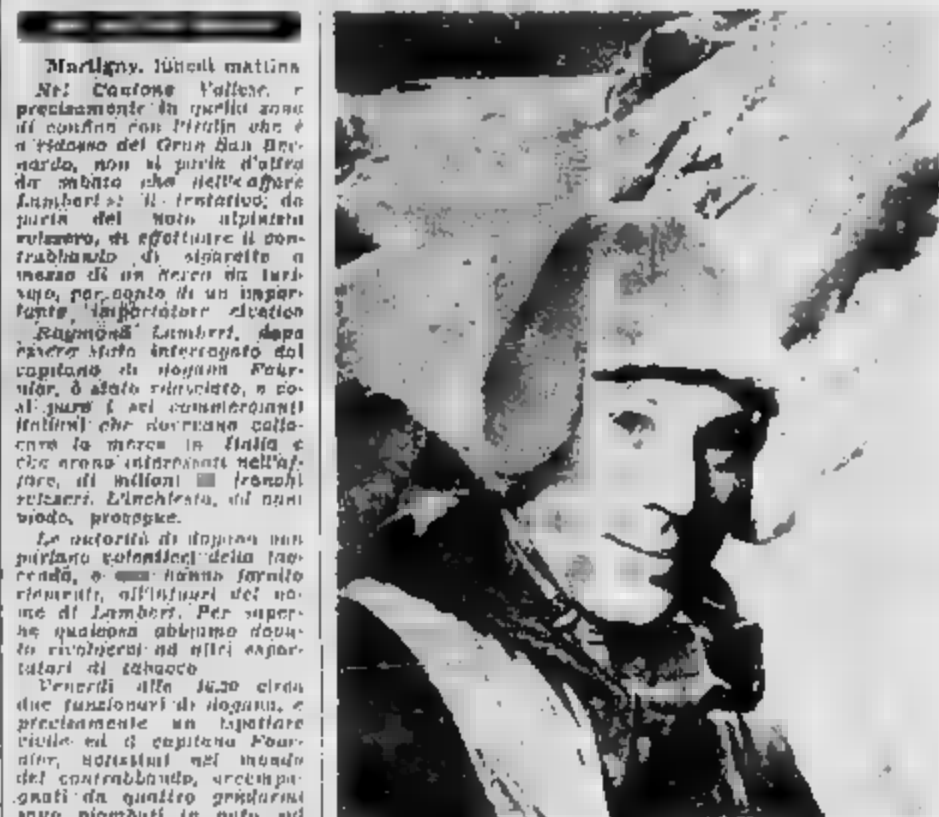 Martigny, lunedì mattina
Nel Cantone Vallese, e
precisamente in quella zona
di confine con l'Italia che è
a ridosso del Gran San Ber-
nardo, non si parla d'altro
da sabato che dell'«affare
Lambert»: il tentativo, da
parte del noto alpinista
svizzero, di effettuare il con-
trabbando di sigarette a
mezzo di un aereo da turi-
smo, per conto di un impor-
tante importatore elvetico
Raymond Lambert, dopo
essere stato interrogato dal
capitano di dogana Four-
nier, è stato rilasciato, e co-
sì pure i sei commercianti
italiani che dovevano collo-
care la merce in Italia e
che erano interessati nell'af-
fare, di milioni franchi
svizzeri. L'inchiesta, ad ogni
modo, prosegue.
Le autorità di dogana non
parlano volentieri della fac-
cenda, e hanno fornito
elementi, all'infuori del no-
me di Lambert. Per saper-
ne qualcosa abbiamo dovu-
to rivolgerci ad altri espor-
tatori di tabacco
Venerdì alle 16.30 circa
due funzionari di dogana, e
precisamente un ispettore
civile ed il capitano Four-
nier, notissimi nel mondo
del contrabbando, accompa-
gnati da quattro gendarmi
sono piombati in auto ad